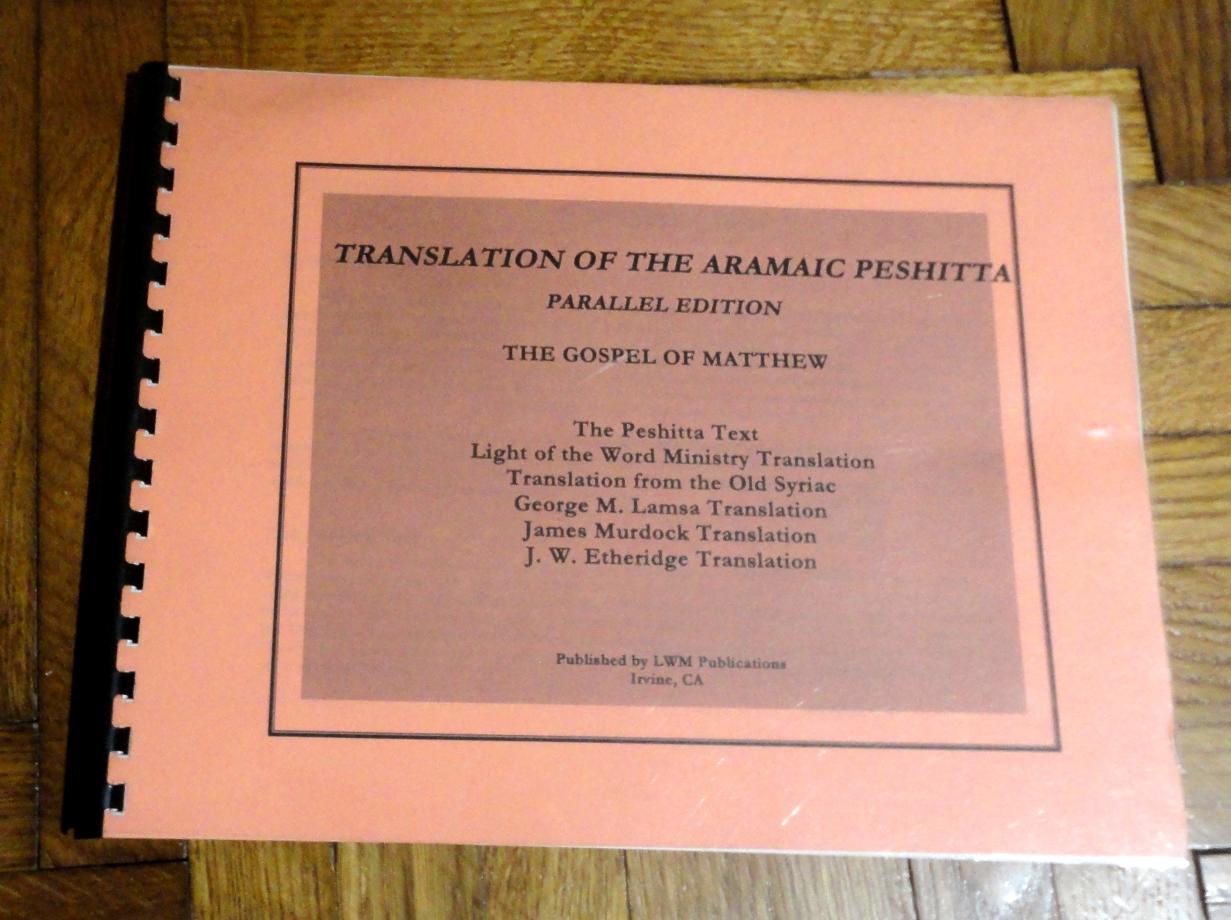 TRANSLATION OF THE ARAMAIC PESHITTA
PARALLEL EDITION
THE GOSPEL OF MATTHEW
The Peshitta Text
Light of the Word Ministry Translation
Translation from the Old Syriac
George M. Lamsa Translation
James Murdock Translation
J. W. Etheridge Translation
Published by LWM Publications
Irvine, CA